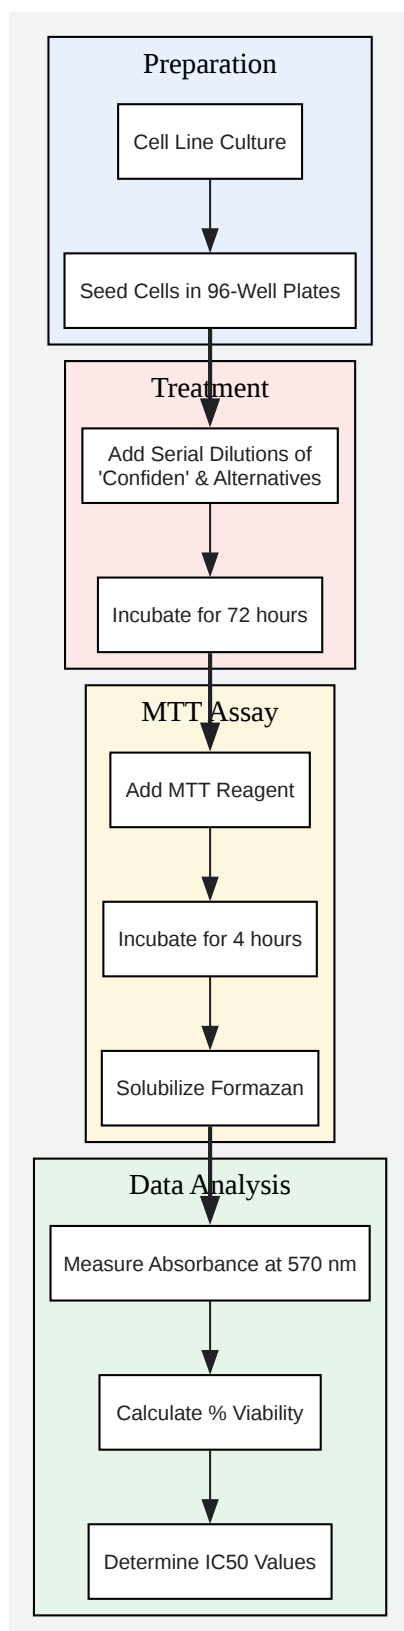 Preparation
Cell Line Culture
Seed Cells in 96-Well Plates
Treatment
Add Serial Dilutions of
'Confiden' & Alternatives
Incubate for 72 hours
MTT Assay
Add MTT Reagent
Incubate for 4 hours
Solubilize Formazan
Data Analysis
Measure Absorbance at 570 nm
Calculate % Viability
Determine IC50 Values